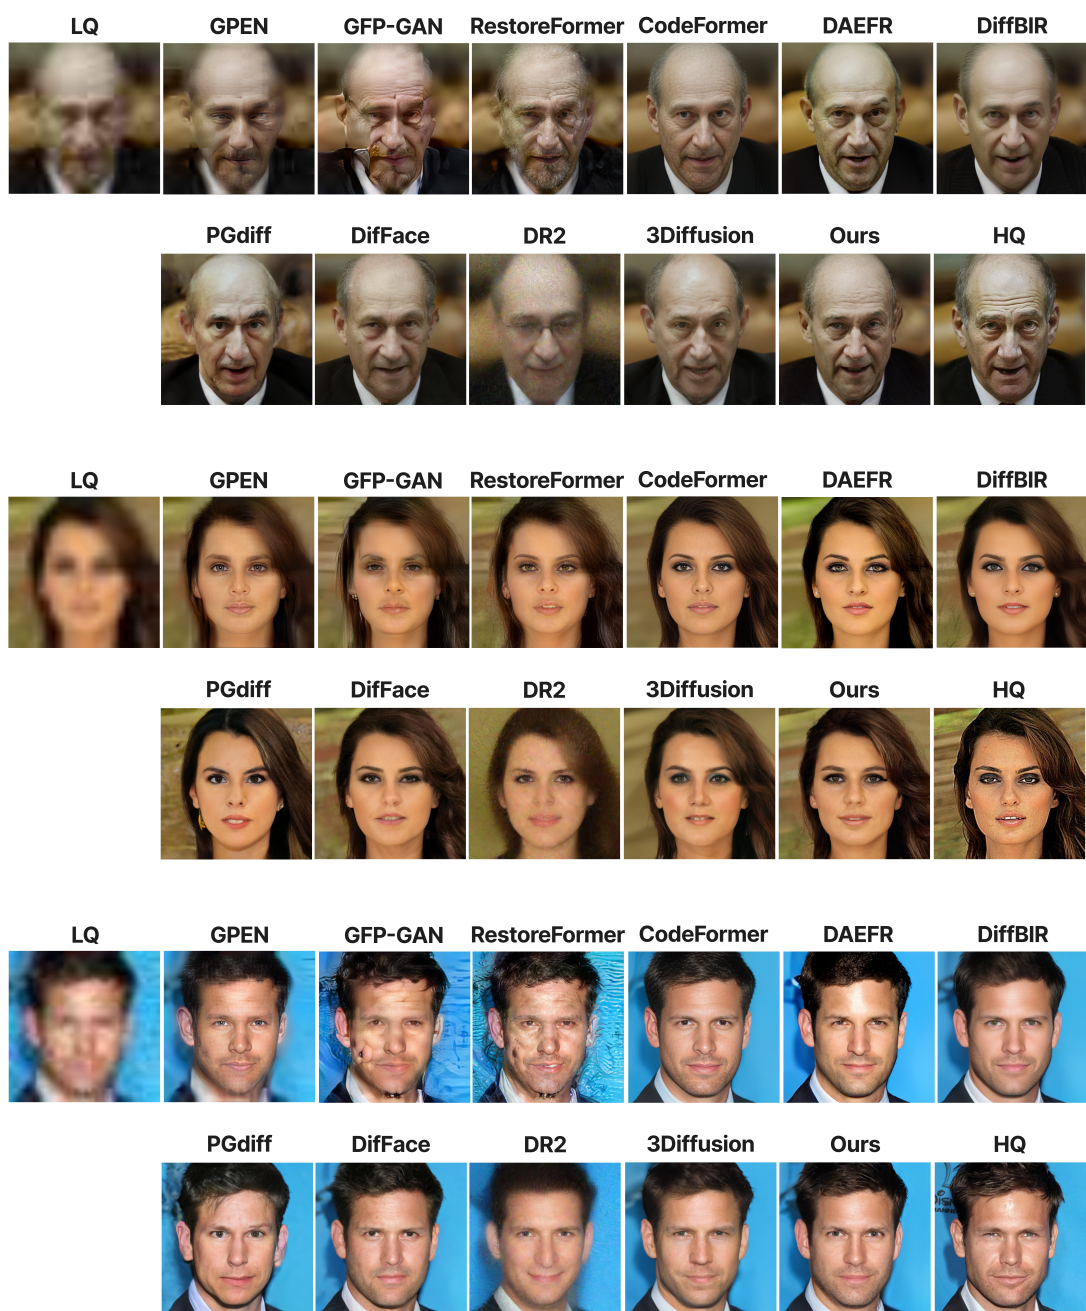 LQ GPEN GFP-GAN RestoreFormer CodeFormer DAEFR DiffBIR
PGdiff DifFace DR2 3Diffusion Ours HQ
LQ GPEN GFP-GAN RestoreFormer CodeFormer DAEFR DiffBIR
PGdiff DifFace DR2 3Diffusion Ours HQ
LQ GPEN GFP-GAN RestoreFormer CodeFormer DAEFR DiffBIR
PGdiff DifFace DR2 3Diffusion Ours HQ